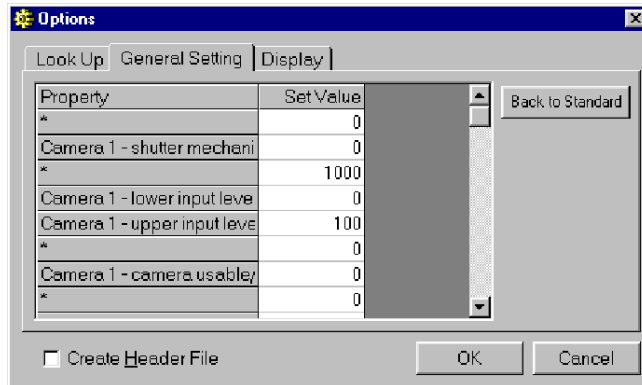 Options
Look Up General Setting Display
Property Set Value
* 0
Camera 1 - shutter mechani 0
* 1000
Camera 1 - lower input leve 0
Camera 1 - upper input leve 100
* 0
Camera 1 - camera usable/ 0
* 0
Back to Standard
Create Header File
OK
Cancel